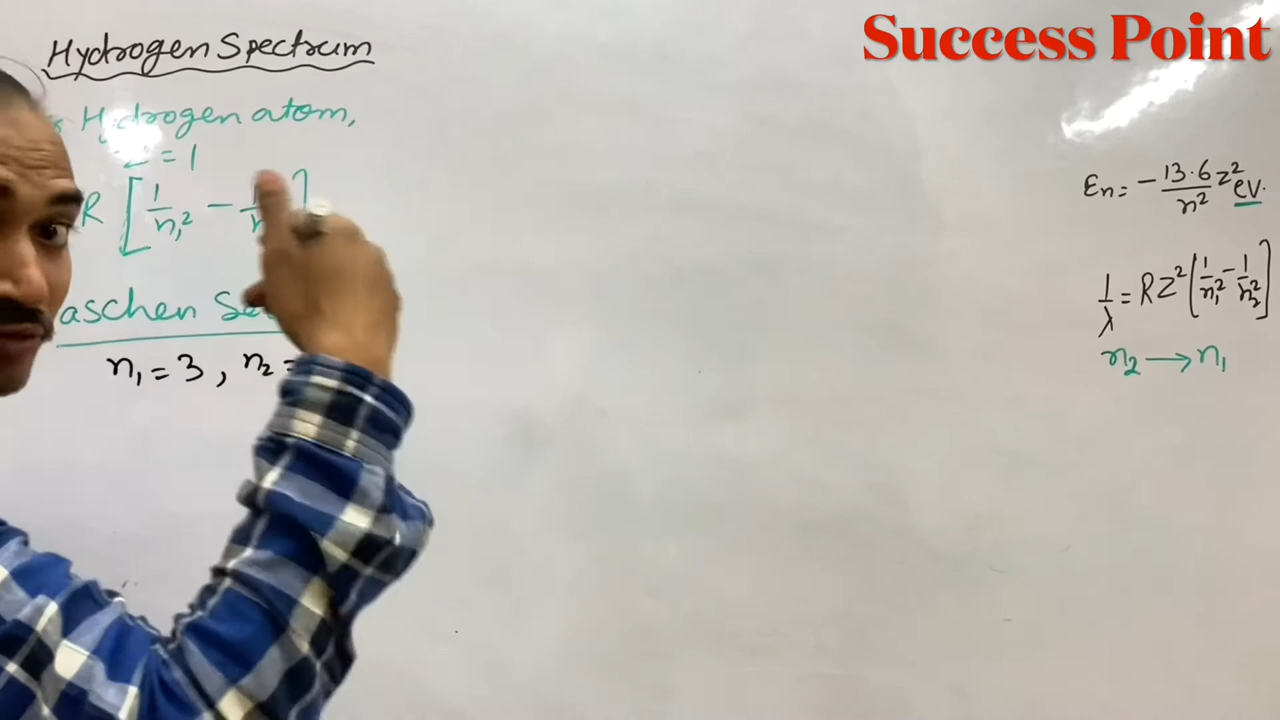 Hydrogen Spectrum
Success Point
Hydrogen atom,
Z = 1
R [1/n₁² -
aschen Se
n₁ = 3 , n₂ =
Eₙ = -13.6/n² Z² ev.
1/λ = RZ² [1/n₁² - 1/n₂²]
n₂ → n₁